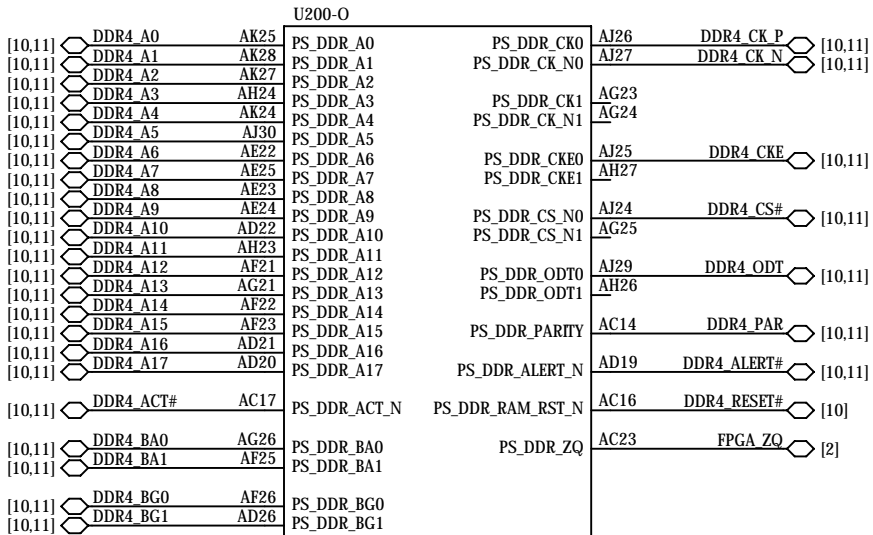 U200-O
[10,11] DDR4_A0 AK25 PS_DDR_A0 PS_DDR_CK0 AJ26 DDR4_CK_P [10,11]
[10,11] DDR4_A1 AK28 PS_DDR_A1 PS_DDR_CK_N0 AJ27 DDR4_CK_N [10,11]
[10,11] DDR4_A2 AK27 PS_DDR_A2
[10,11] DDR4_A3 AH24 PS_DDR_A3 PS_DDR_CK1 AG23
[10,11] DDR4_A4 AK24 PS_DDR_A4 PS_DDR_CK_N1 AG24
[10,11] DDR4_A5 AJ30 PS_DDR_A5
[10,11] DDR4_A6 AE22 PS_DDR_A6 PS_DDR_CKE0 AJ25 DDR4_CKE [10,11]
[10,11] DDR4_A7 AE25 PS_DDR_A7 PS_DDR_CKE1 AH27
[10,11] DDR4_A8 AE23 PS_DDR_A8
[10,11] DDR4_A9 AE24 PS_DDR_A9 PS_DDR_CS_N0 AJ24 DDR4_CS# [10,11]
[10,11] DDR4_A10 AD22 PS_DDR_A10 PS_DDR_CS_N1 AG25
[10,11] DDR4_A11 AH23 PS_DDR_A11
[10,11] DDR4_A12 AF21 PS_DDR_A12 PS_DDR_ODT0 AJ29 DDR4_ODT [10,11]
[10,11] DDR4_A13 AG21 PS_DDR_A13 PS_DDR_ODT1 AH26
[10,11] DDR4_A14 AF22 PS_DDR_A14
[10,11] DDR4_A15 AF23 PS_DDR_A15 PS_DDR_PARITY AC14 DDR4_PAR [10,11]
[10,11] DDR4_A16 AD21 PS_DDR_A16
[10,11] DDR4_A17 AD20 PS_DDR_A17 PS_DDR_ALERT_N AD19 DDR4_ALERT# [10,11]
[10,11] DDR4_ACT# AC17 PS_DDR_ACT_N PS_DDR_RAM_RST_N AC16 DDR4_RESET# [10]
[10,11] DDR4_BA0 AG26 PS_DDR_BA0 PS_DDR_ZQ AC23 FPGA_ZQ [2]
[10,11] DDR4_BA1 AF25 PS_DDR_BA1
[10,11] DDR4_BG0 AF26 PS_DDR_BG0
[10,11] DDR4_BG1 AD26 PS_DDR_BG1